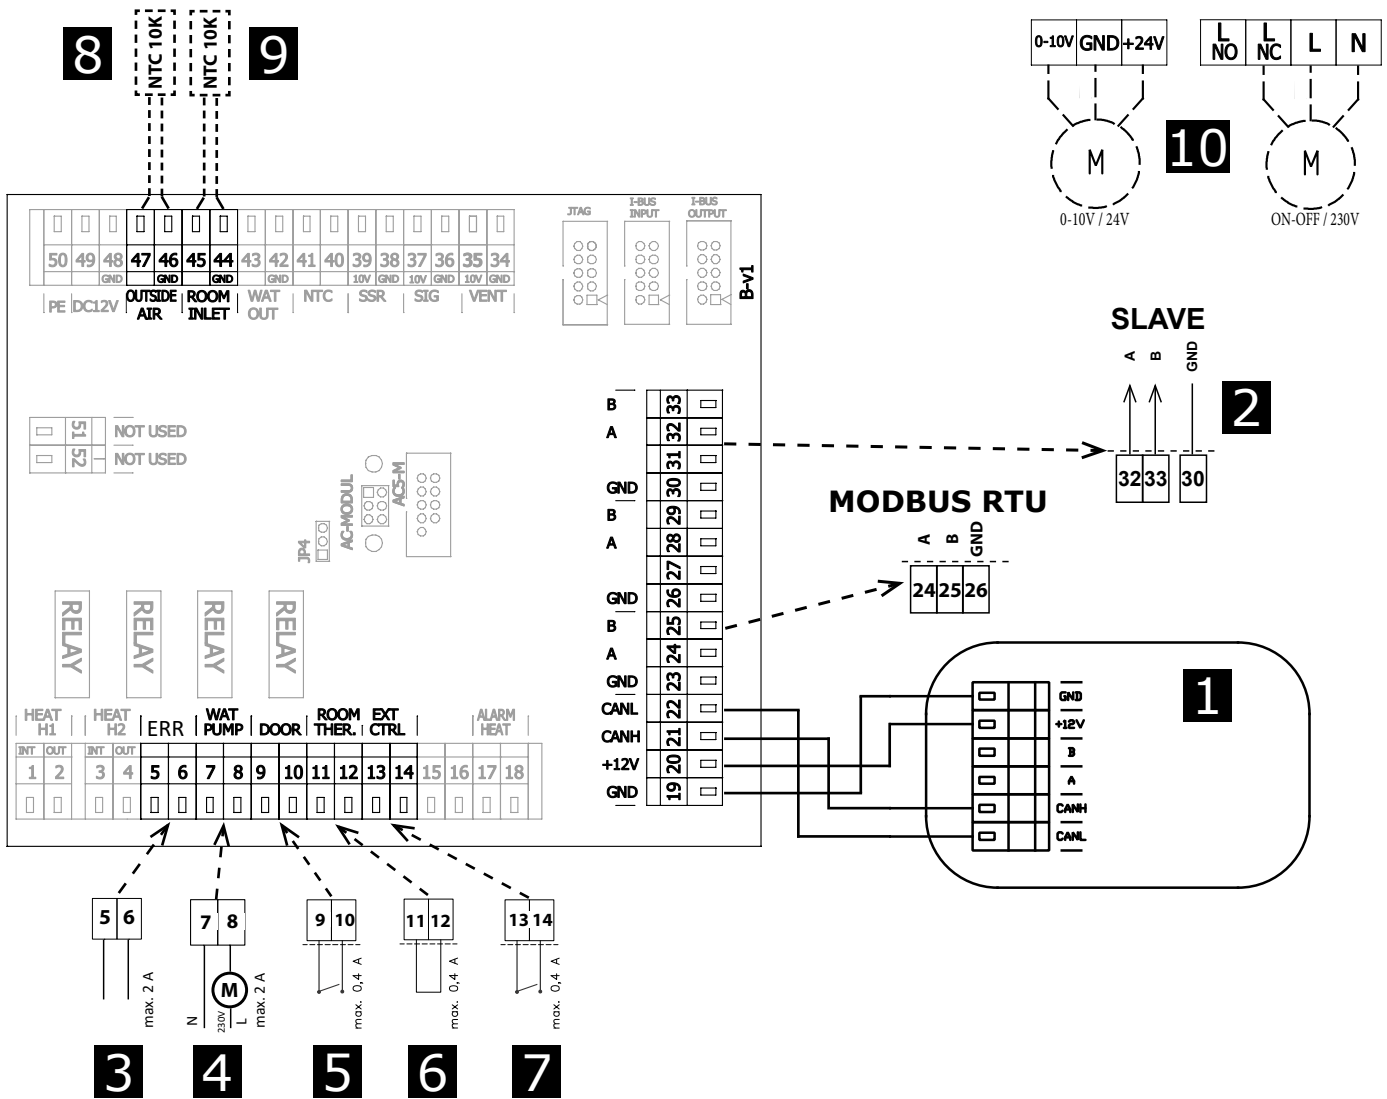 8
NTC 10K
NTC 10K
9
0-10V GND +24V
L NO
L NC
L
N
M
M
10
0-10V / 24V
ON-OFF / 230V
JTAG
I-BUS INPUT
I-BUS OUTPUT
50 49 48 47 46 45 44 43 42 41 40 39 38 37 36 35 34
GND GND GND GND 10V GND 10V GND 10V GND
PE DC12V OUTSIDE AIR ROOM INLET WAT OUT NTC SSR SIG VENT
B-v1
SLAVE
A B GND
2
32 33 30
51 NOT USED
52 NOT USED
JP4
AC-MODUL
AC5-M
B 33
A 32
31
GND 30
B 29
A 28
27
GND 26
B 25
A 24
GND 23
CANL 22
CANH 21
+12V 20
GND 19
MODBUS RTU
A B GND
24 25 26
1
GND
+12V
B
A
CANH
CANL
RELAY RELAY RELAY RELAY
HEAT H1
HEAT H2
ERR
WAT PUMP
DOOR
ROOM THER.
EXT CTRL
ALARM HEAT
INT OUT INT OUT
1 2 3 4 5 6 7 8 9 10 11 12 13 14 15 16 17 18
5 6
max. 2 A
7 8
M
N 230V L
max. 2 A
9 10
max. 0,4 A
11 12
max. 0,4 A
13 14
max. 0,4 A
3
4
5
6
7